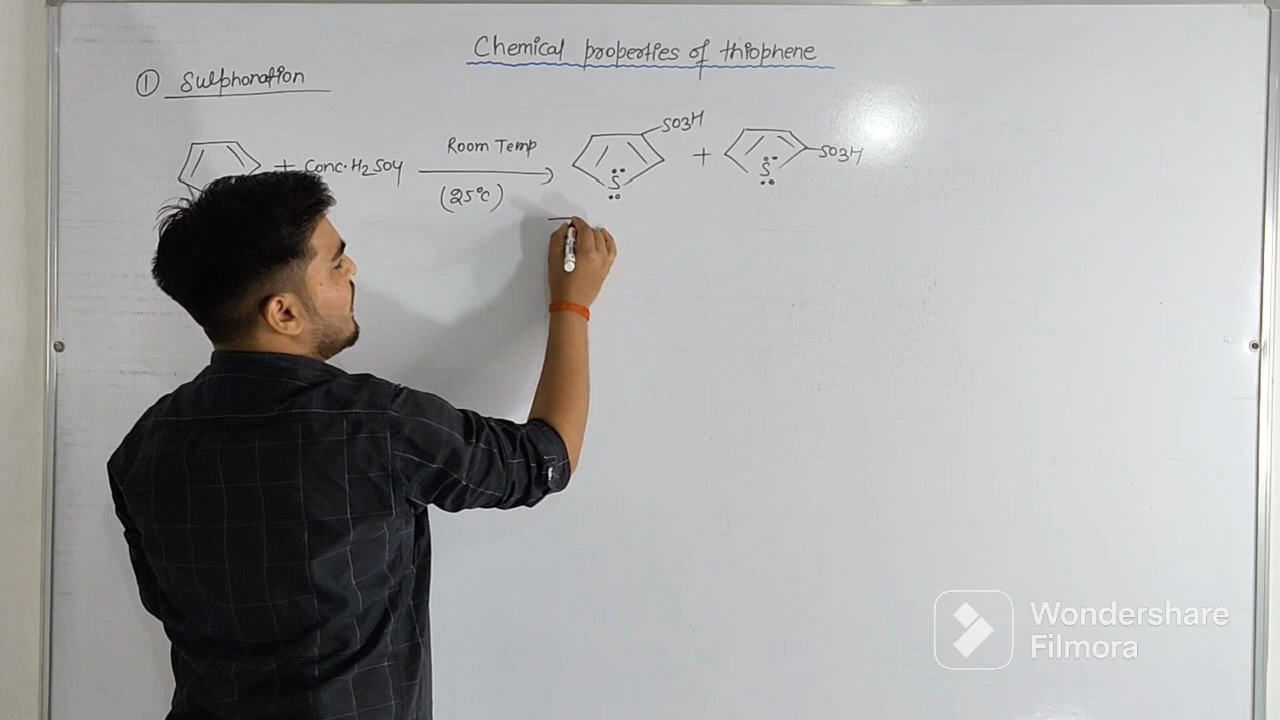 Chemical properties of thiophene
① Sulphonation
SO3H
Room Temp
+ Conc. H2SO4 S + S SO3H
(25°C)
Wondershare
Filmora